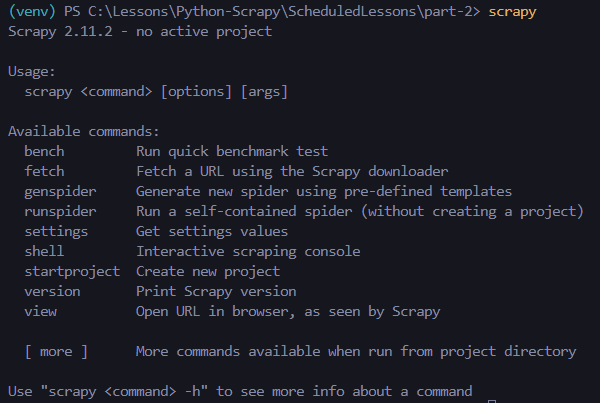 (venv) PS C:\Lessons\Python-Scrapy\ScheduledLessons\part-2> scrapy
Scrapy 2.11.2 - no active project

Usage:
  scrapy <command> [options] [args]

Available commands:
  bench         Run quick benchmark test
  fetch         Fetch a URL using the Scrapy downloader
  genspider     Generate new spider using pre-defined templates
  runspider     Run a self-contained spider (without creating a project)
  settings      Get settings values
  shell         Interactive scraping console
  startproject  Create new project
  version       Print Scrapy version
  view          Open URL in browser, as seen by Scrapy

  [ more ]      More commands available when run from project directory

Use "scrapy <command> -h" to see more info about a command